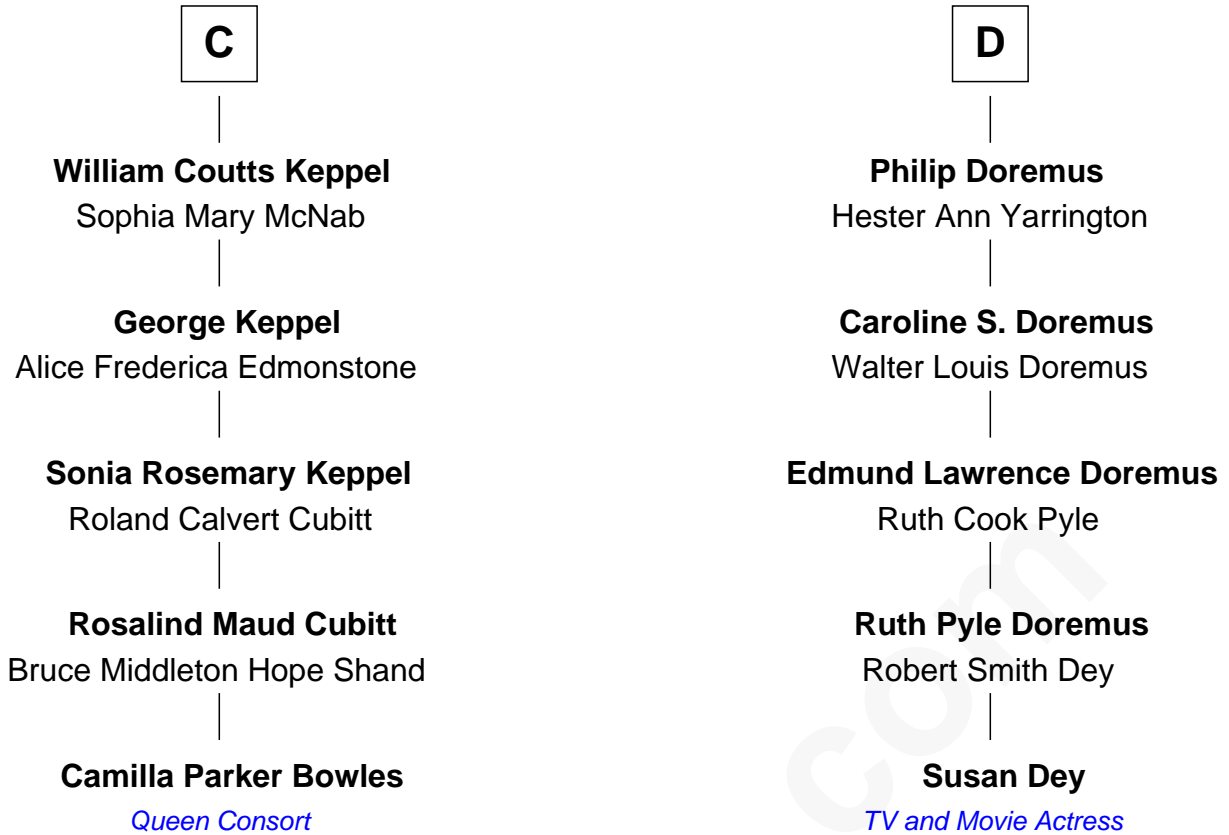 C
William Coutts Keppel
Sophia Mary McNab
George Keppel
Alice Frederica Edmonstone
Sonia Rosemary Keppel
Roland Calvert Cubitt
Rosalind Maud Cubitt
Bruce Middleton Hope Shand
Camilla Parker Bowles
Queen Consort
D
Philip Doremus
Hester Ann Yarrington
Caroline S. Doremus
Walter Louis Doremus
Edmund Lawrence Doremus
Ruth Cook Pyle
Ruth Pyle Doremus
Robert Smith Dey
Susan Dey
TV and Movie Actress
com